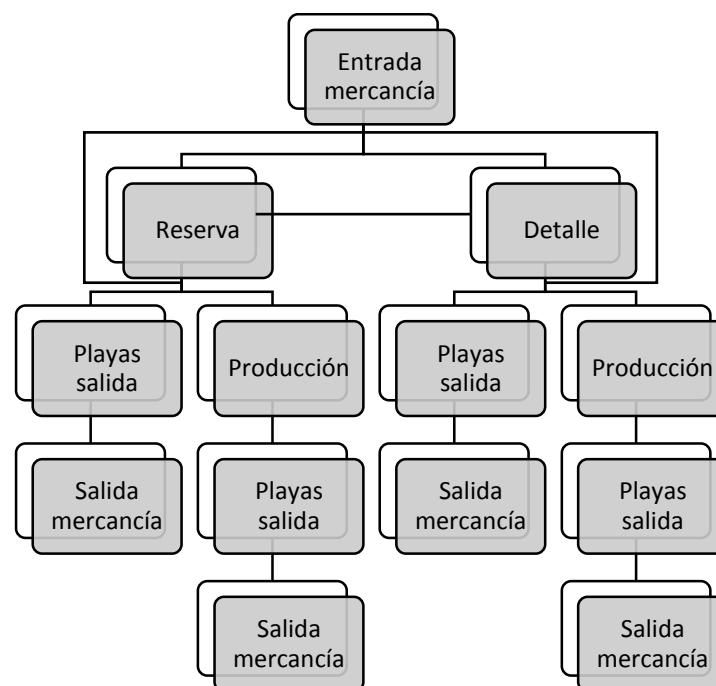 Entrada
mercancía
Reserva
Detalle
Playas
salida
Producción
Playas
salida
Producción
Salida
mercancía
Playas
salida
Salida
mercancía
Playas
salida
Salida
mercancía
Salida
mercancía